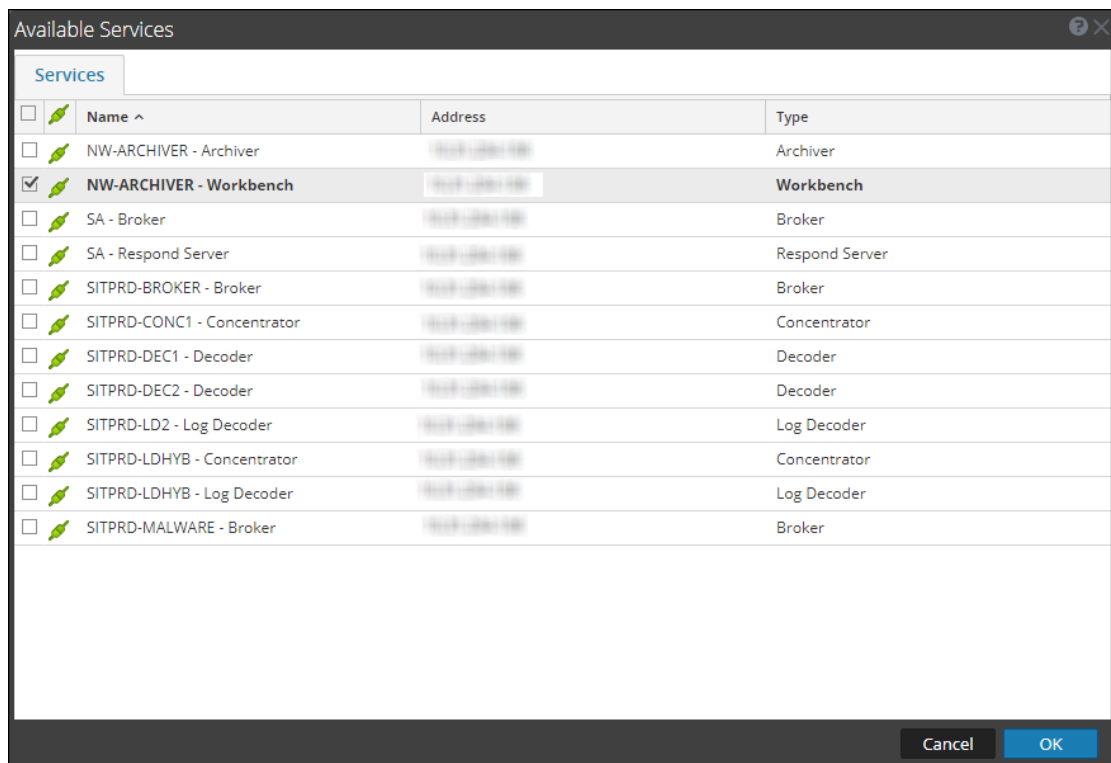 Available Services
Services
Name Address Type
NW-ARCHIVER - Archiver Archiver
NW-ARCHIVER - Workbench Workbench
SA - Broker Broker
SA - Respond Server Respond Server
SITPRD-BROKER - Broker Broker
SITPRD-CONC1 - Concentrator Concentrator
SITPRD-DEC1 - Decoder Decoder
SITPRD-DEC2 - Decoder Decoder
SITPRD-LD2 - Log Decoder Log Decoder
SITPRD-LDHYB - Concentrator Concentrator
SITPRD-LDHYB - Log Decoder Log Decoder
SITPRD-MALWARE - Broker Broker
Cancel OK